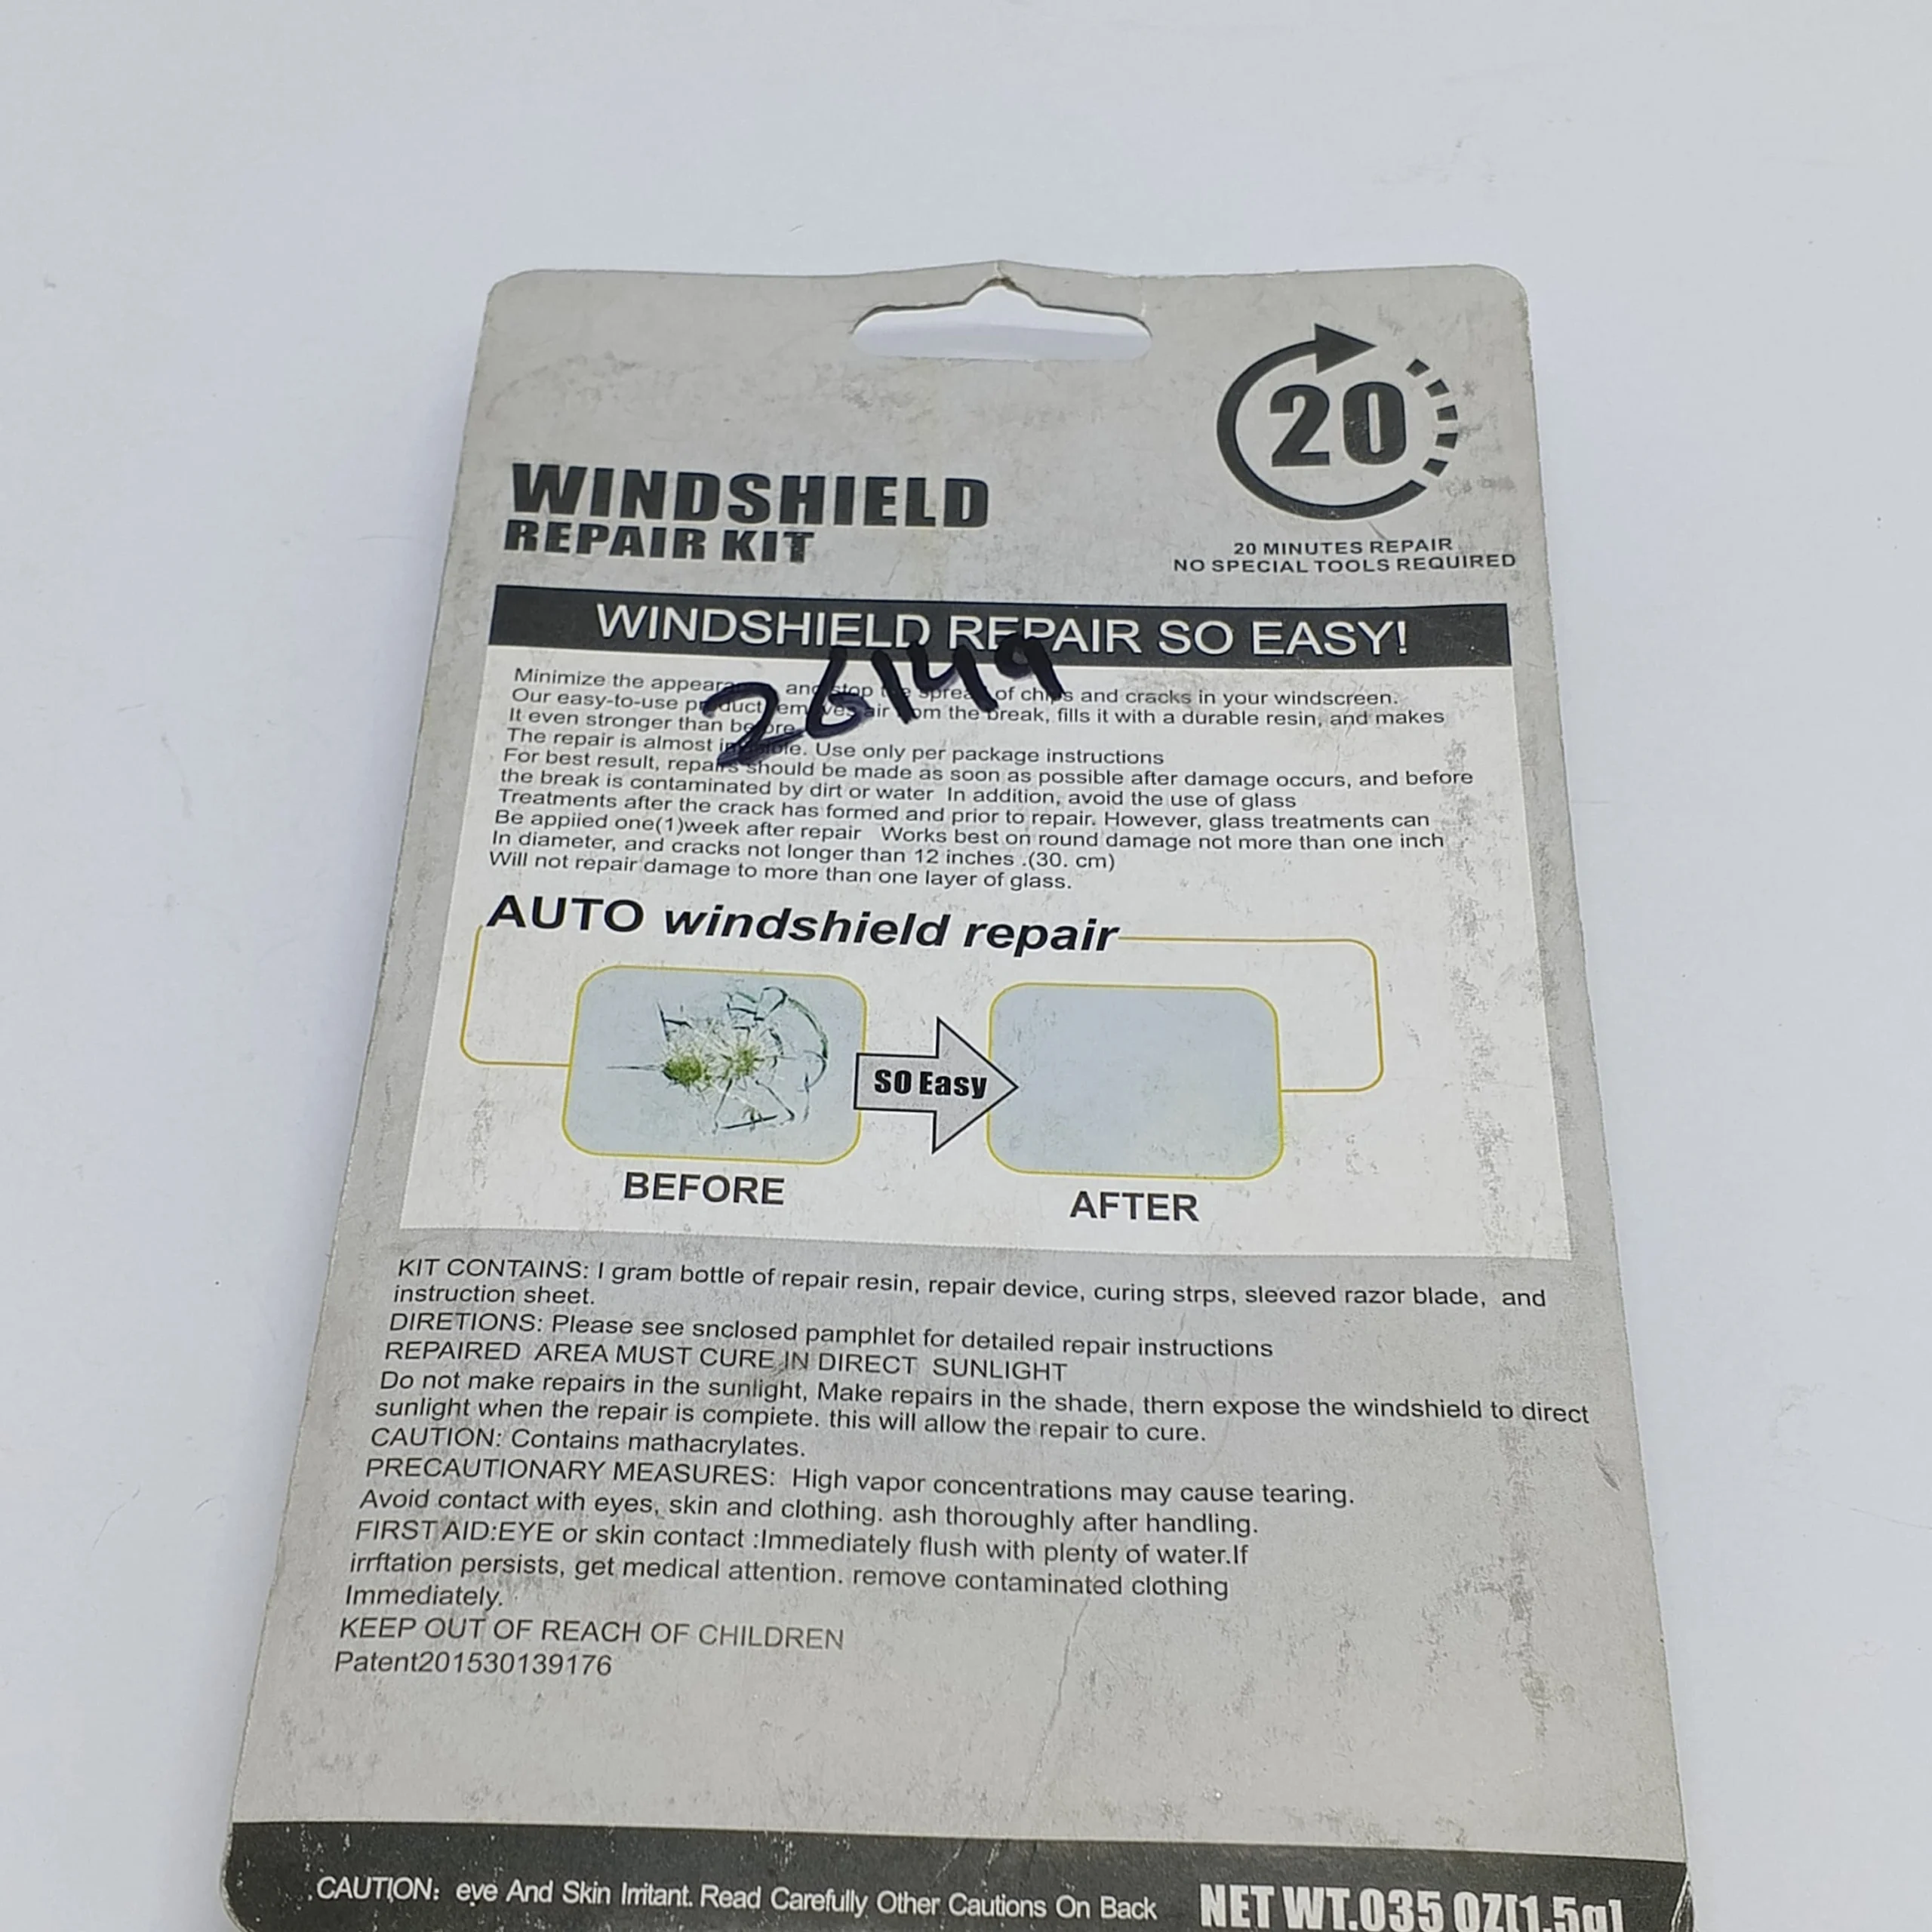 20
20 MINUTES REPAIR
NO SPECIAL TOOLS REQUIRED
WINDSHIELD
REPAIR KIT
WINDSHIELD REPAIR SO EASY!
26149
Minimize the and stop the spread of chips and cracks in your windscreen.
Our easy-to-use product air from the break, fills it with a durable resin, and makes
It even stronger than before
The repair is almost Use only per package instructions
For best result, repairs should be made as soon as possible after damage occurs, and before
the break is contaminated by dirt or water In addition, avoid the use of glass
Treatments after the crack has formed and prior to repair. However, glass treatments can
Be appiied one(1)week after repair Works best on round damage not more than one inch
In diameter, and cracks not longer than 12 inches .(30. cm)
Will not repair damage to more than one layer of glass.
AUTO windshield repair
SO Easy
BEFORE
AFTER
KIT CONTAINS: I gram bottle of repair resin, repair device, curing strps, sleeved razor blade, and
instruction sheet.
DIRETIONS: Please see snclosed pamphlet for detailed repair instructions
REPAIRED AREA MUST CURE IN DIRECT SUNLIGHT
Do not make repairs in the sunlight, Make repairs in the shade, thern expose the windshield to direct
sunlight when the repair is compiete. this will allow the repair to cure.
CAUTION: Contains mathacrylates.
PRECAUTIONARY MEASURES: High vapor concentrations may cause tearing.
Avoid contact with eyes, skin and clothing. ash thoroughly after handling.
FIRST AID:EYE or skin contact :Immediately flush with plenty of water.If
irrftation persists, get medical attention. remove contaminated clothing
Immediately.
KEEP OUT OF REACH OF CHILDREN
Patent201530139176
CAUTION: eye And Skin Irritant. Read Carefully Other Cautions On Back
NET WT.035 OZ[1.5g]